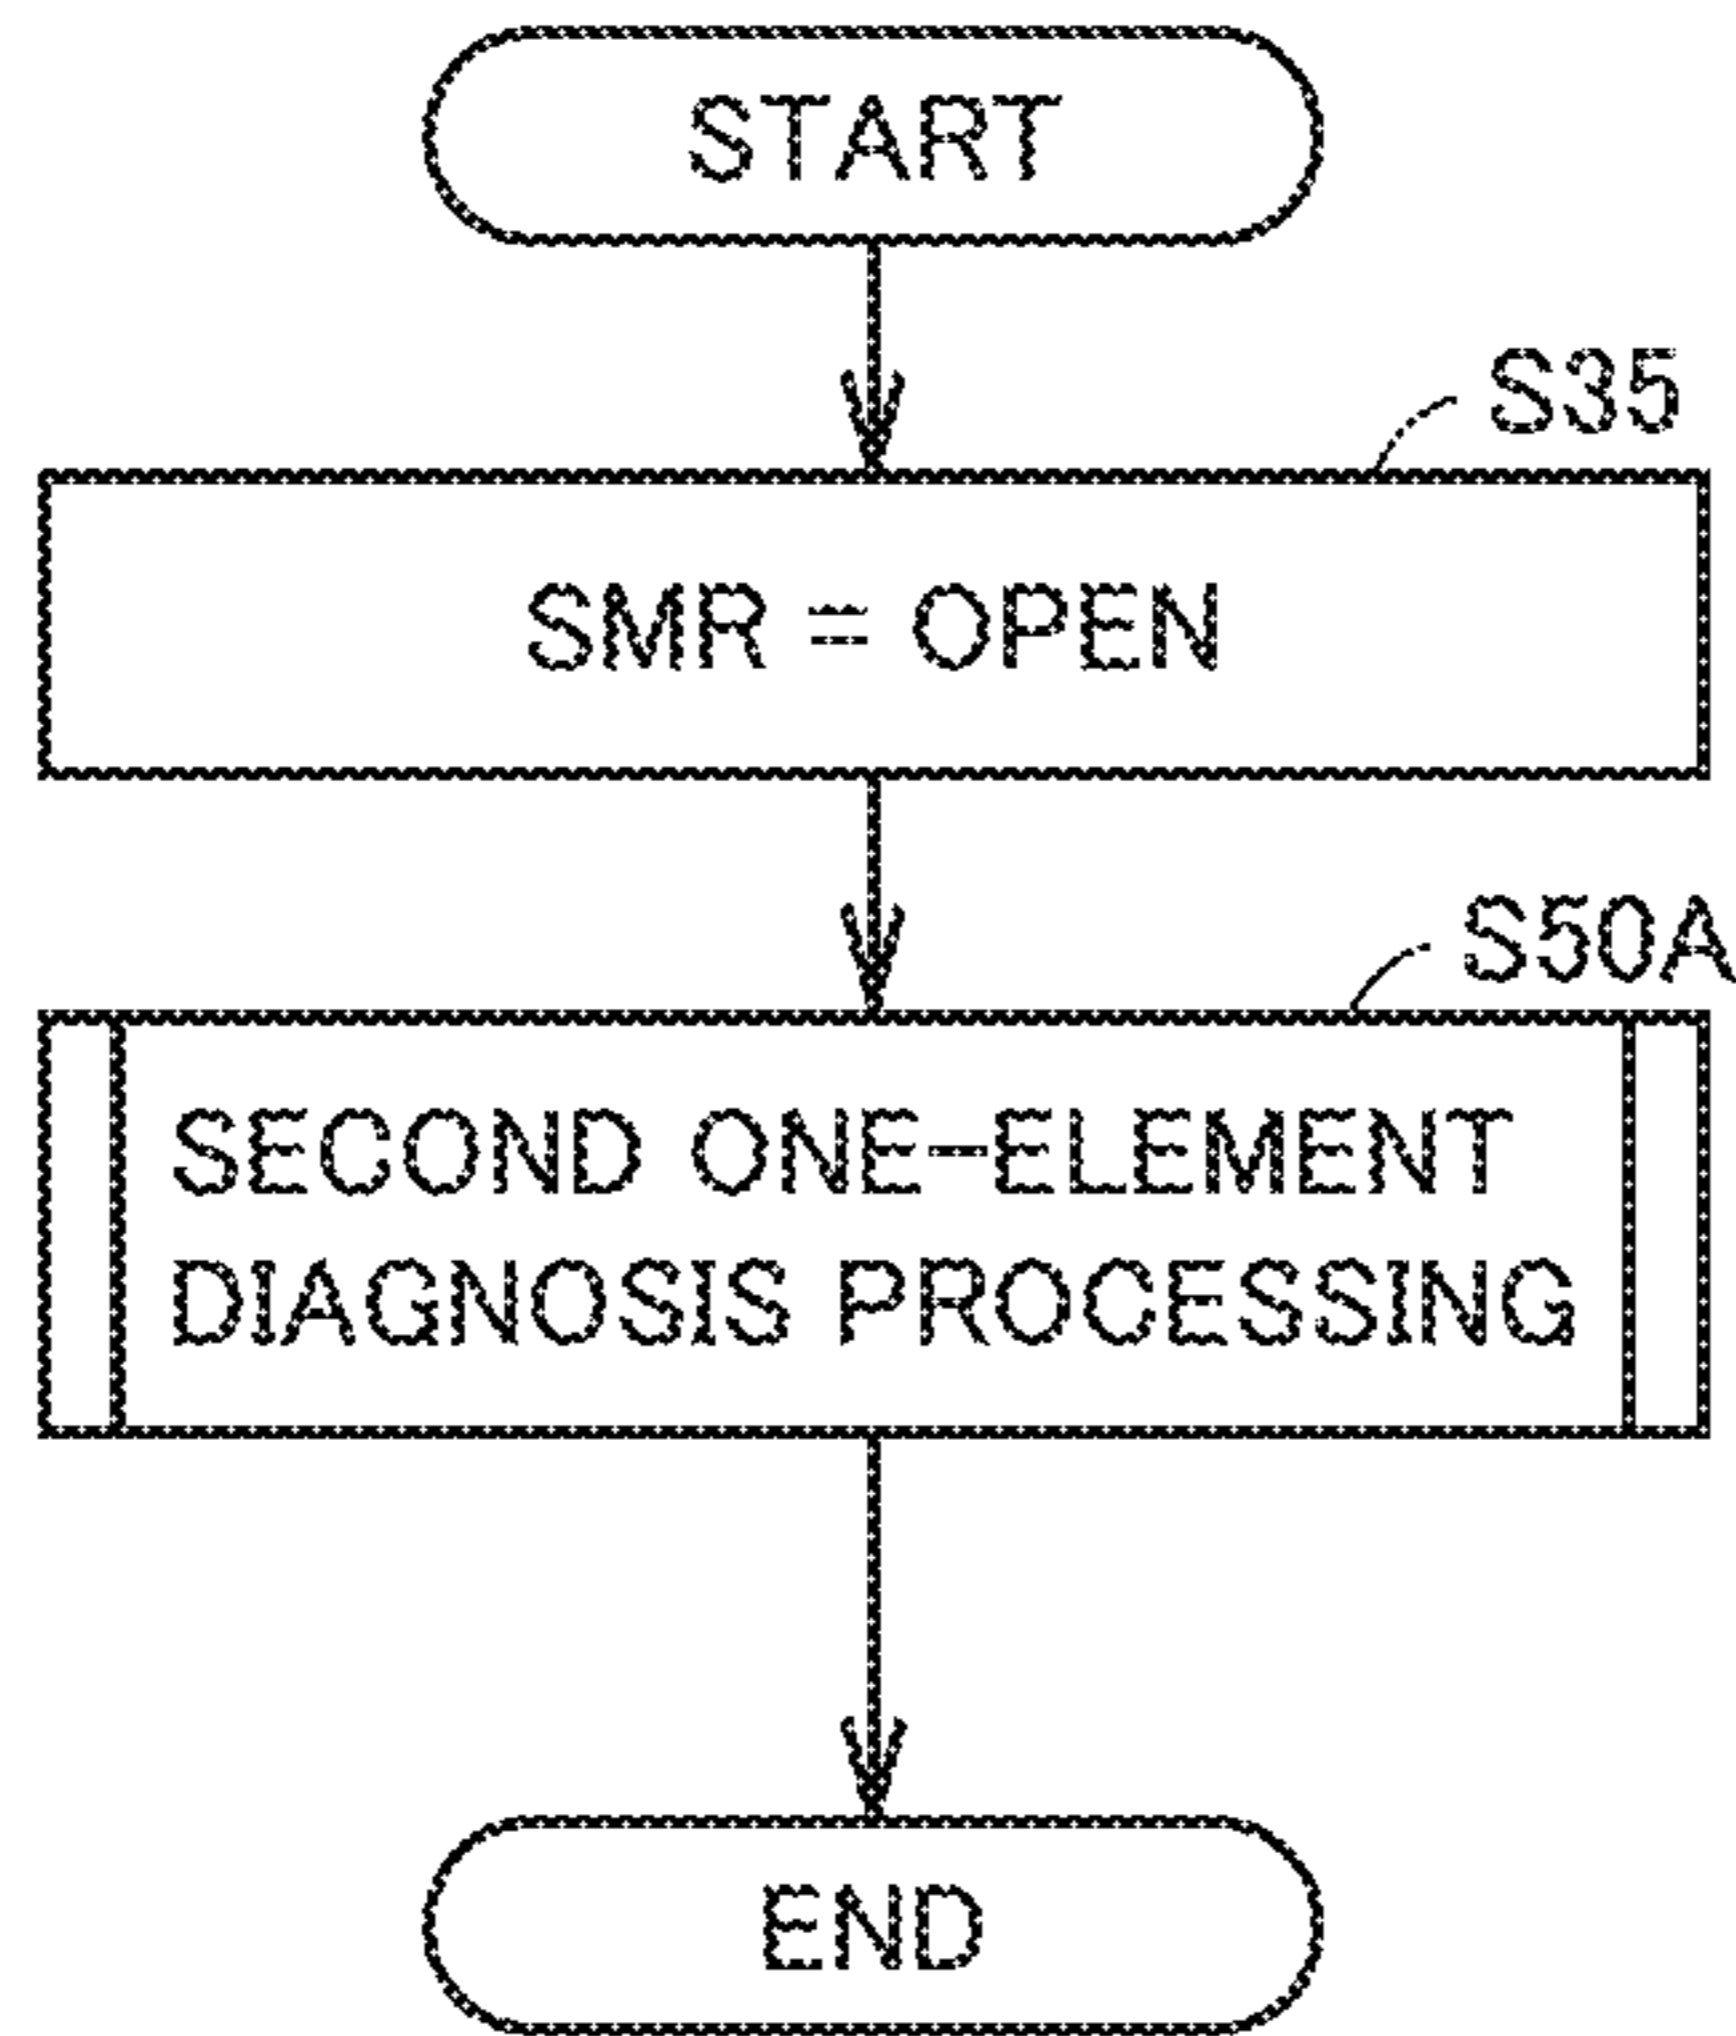 START
S35
SMR = OPEN
S50A
SECOND ONE-ELEMENT
DIAGNOSIS PROCESSING
END